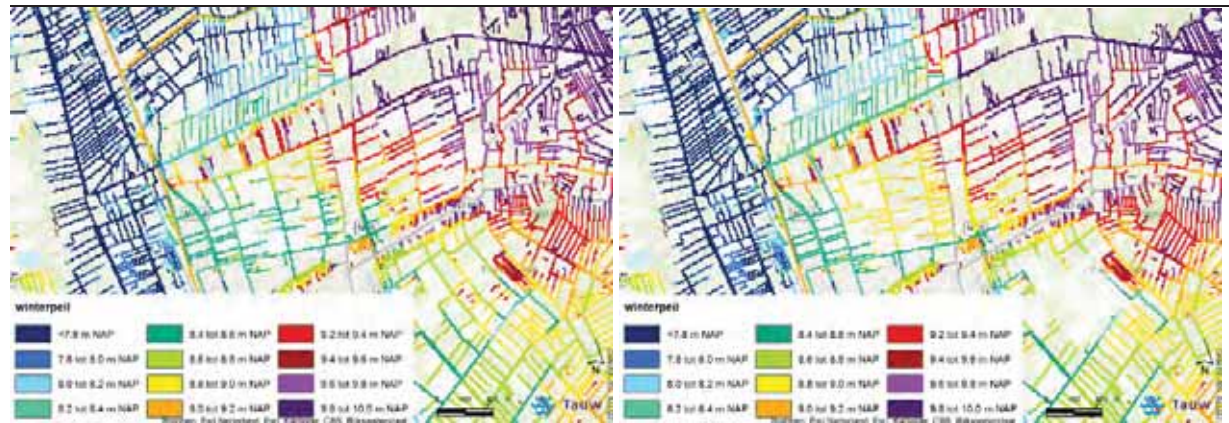 winterpeil
<7.8 m NAP
8.4 tot 8.6 m NAP
9.2 tot 9.4 m NAP
7.8 tot 8.0 m NAP
8.6 tot 8.8 m NAP
9.4 tot 9.6 m NAP
8.0 tot 8.2 m NAP
8.8 tot 9.0 m NAP
9.6 tot 9.8 m NAP
8.2 tot 8.4 m NAP
9.0 tot 9.2 m NAP
9.8 tot 10.0 m NAP
N
Tauw
winterpeil
<7.8 m NAP
8.4 tot 8.6 m NAP
9.2 tot 9.4 m NAP
7.8 tot 8.0 m NAP
8.6 tot 8.8 m NAP
9.4 tot 9.6 m NAP
8.0 tot 8.2 m NAP
8.8 tot 9.0 m NAP
9.6 tot 9.8 m NAP
8.2 tot 8.4 m NAP
9.0 tot 9.2 m NAP
9.8 tot 10.0 m NAP
N
Tauw